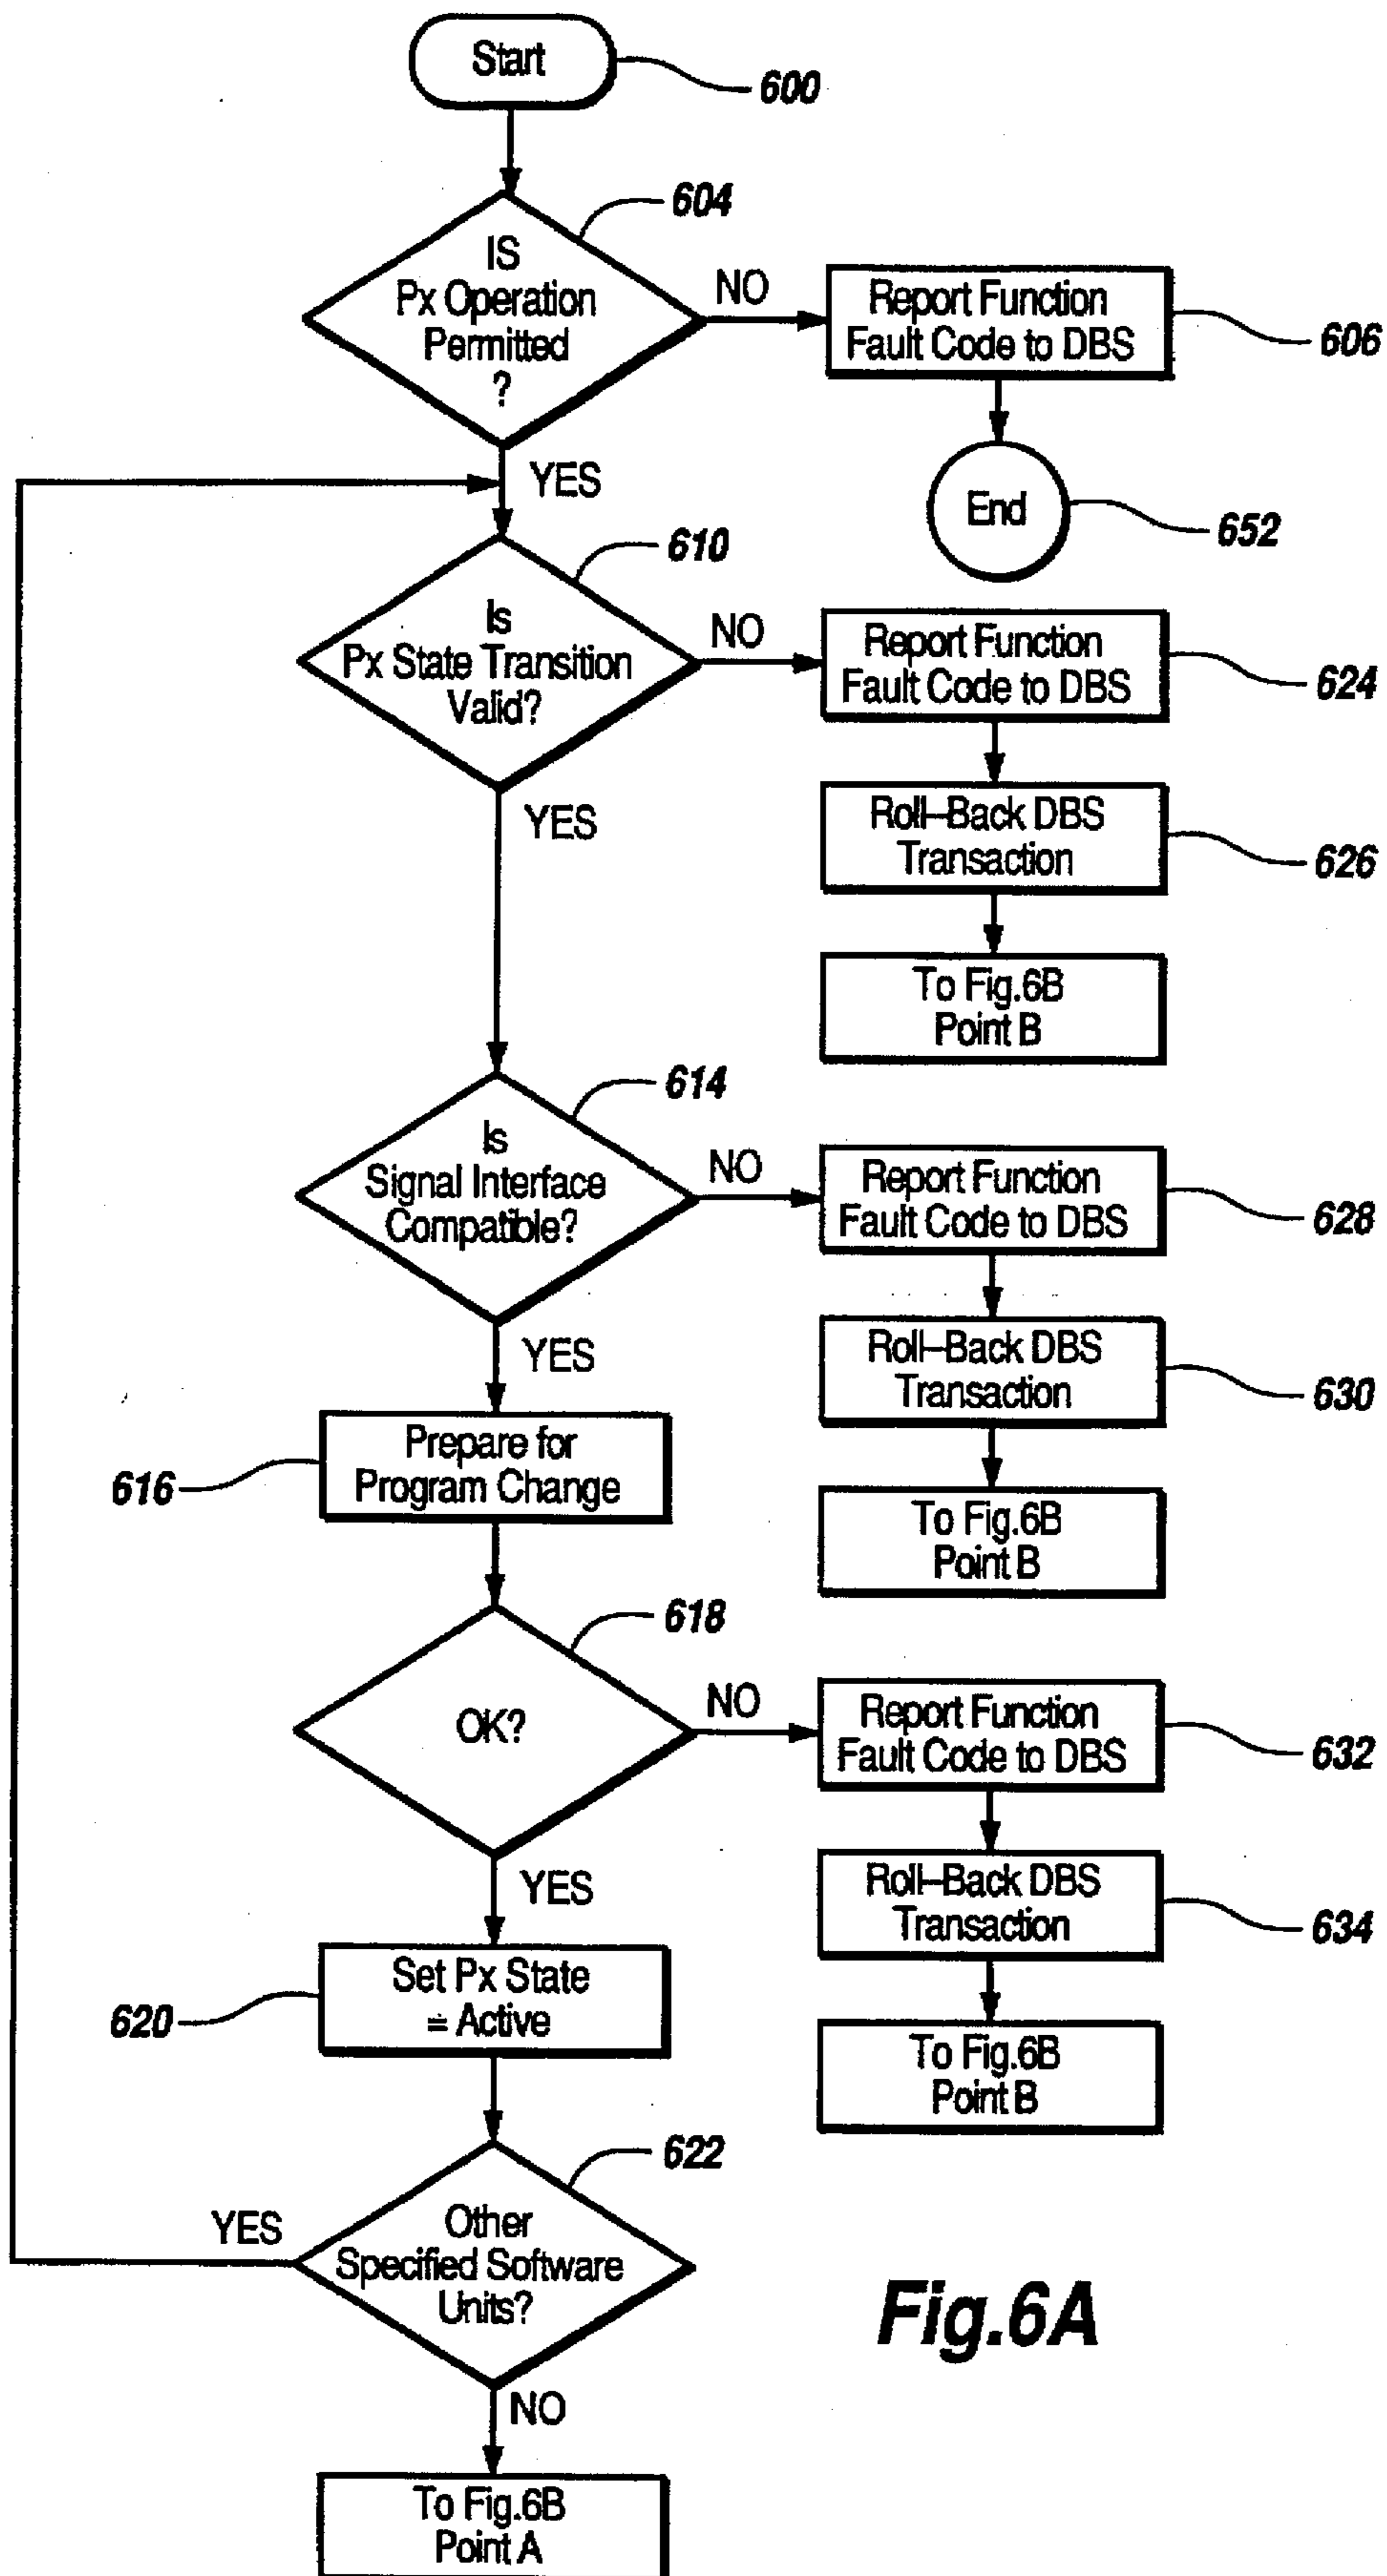 Start
600
604
IS
Px Operation
Permitted
?
NO
Report Function
Fault Code to DBS
606
YES
End
652
610
Is
Px State Transition
Valid?
NO
Report Function
Fault Code to DBS
624
YES
Roll-Back DBS
Transaction
626
To Fig.6B
Point B
614
Is
Signal Interface
Compatible?
NO
Report Function
Fault Code to DBS
628
YES
Roll-Back DBS
Transaction
630
Prepare for
Program Change
616
To Fig.6B
Point B
618
OK?
NO
Report Function
Fault Code to DBS
632
YES
Roll-Back DBS
Transaction
634
Set Px State
= Active
620
To Fig.6B
Point B
622
YES
Other
Specified Software
Units?
NO
Fig.6A
To Fig.6B
Point A